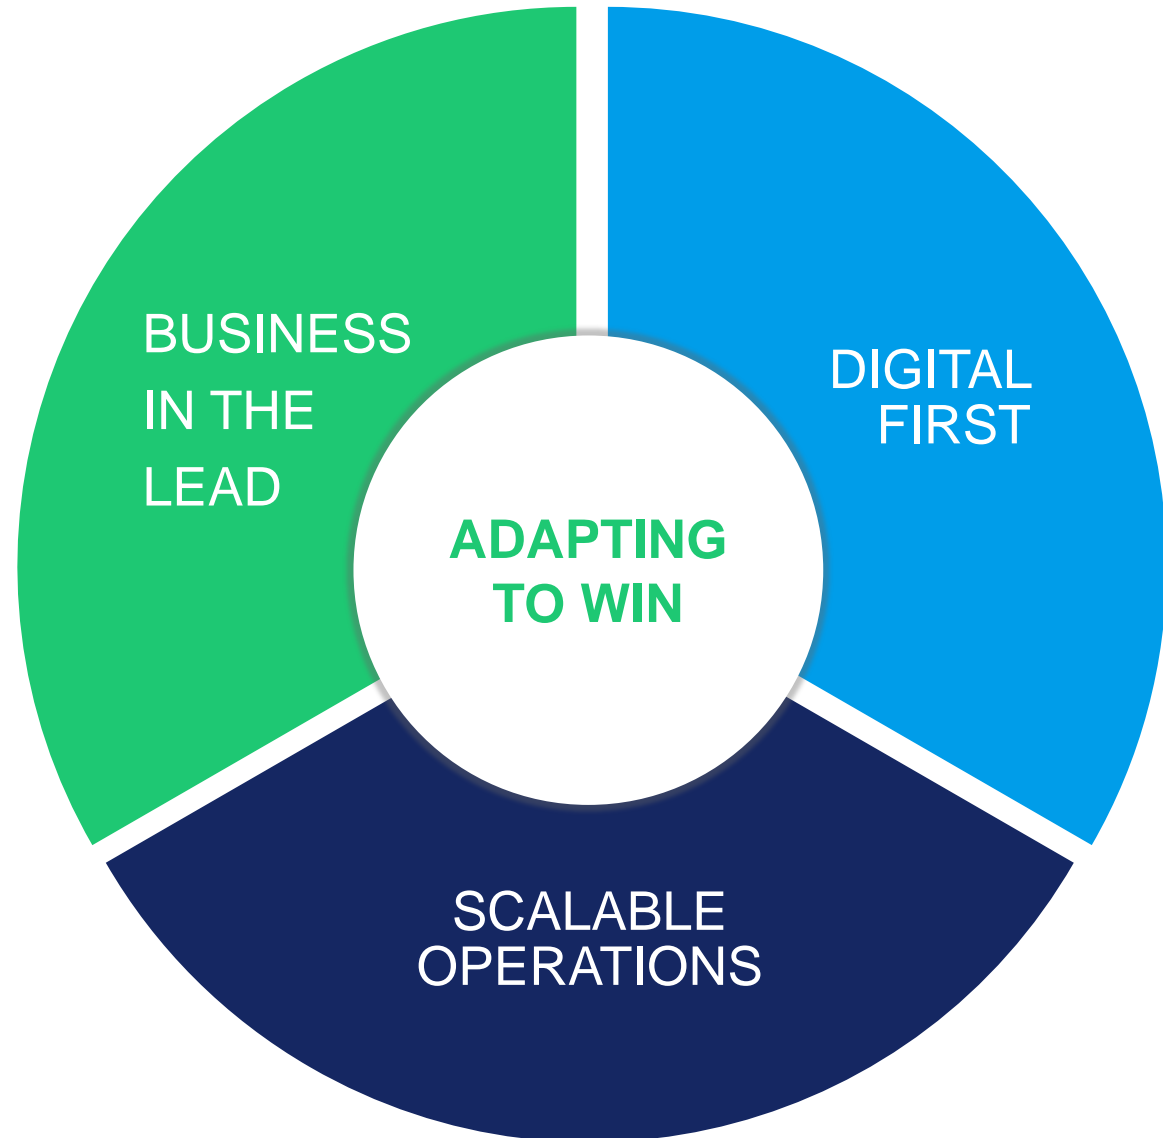 BUSINESS
IN THE
LEAD
DIGITAL
FIRST
ADAPTING
TO WIN
SCALABLE
OPERATIONS